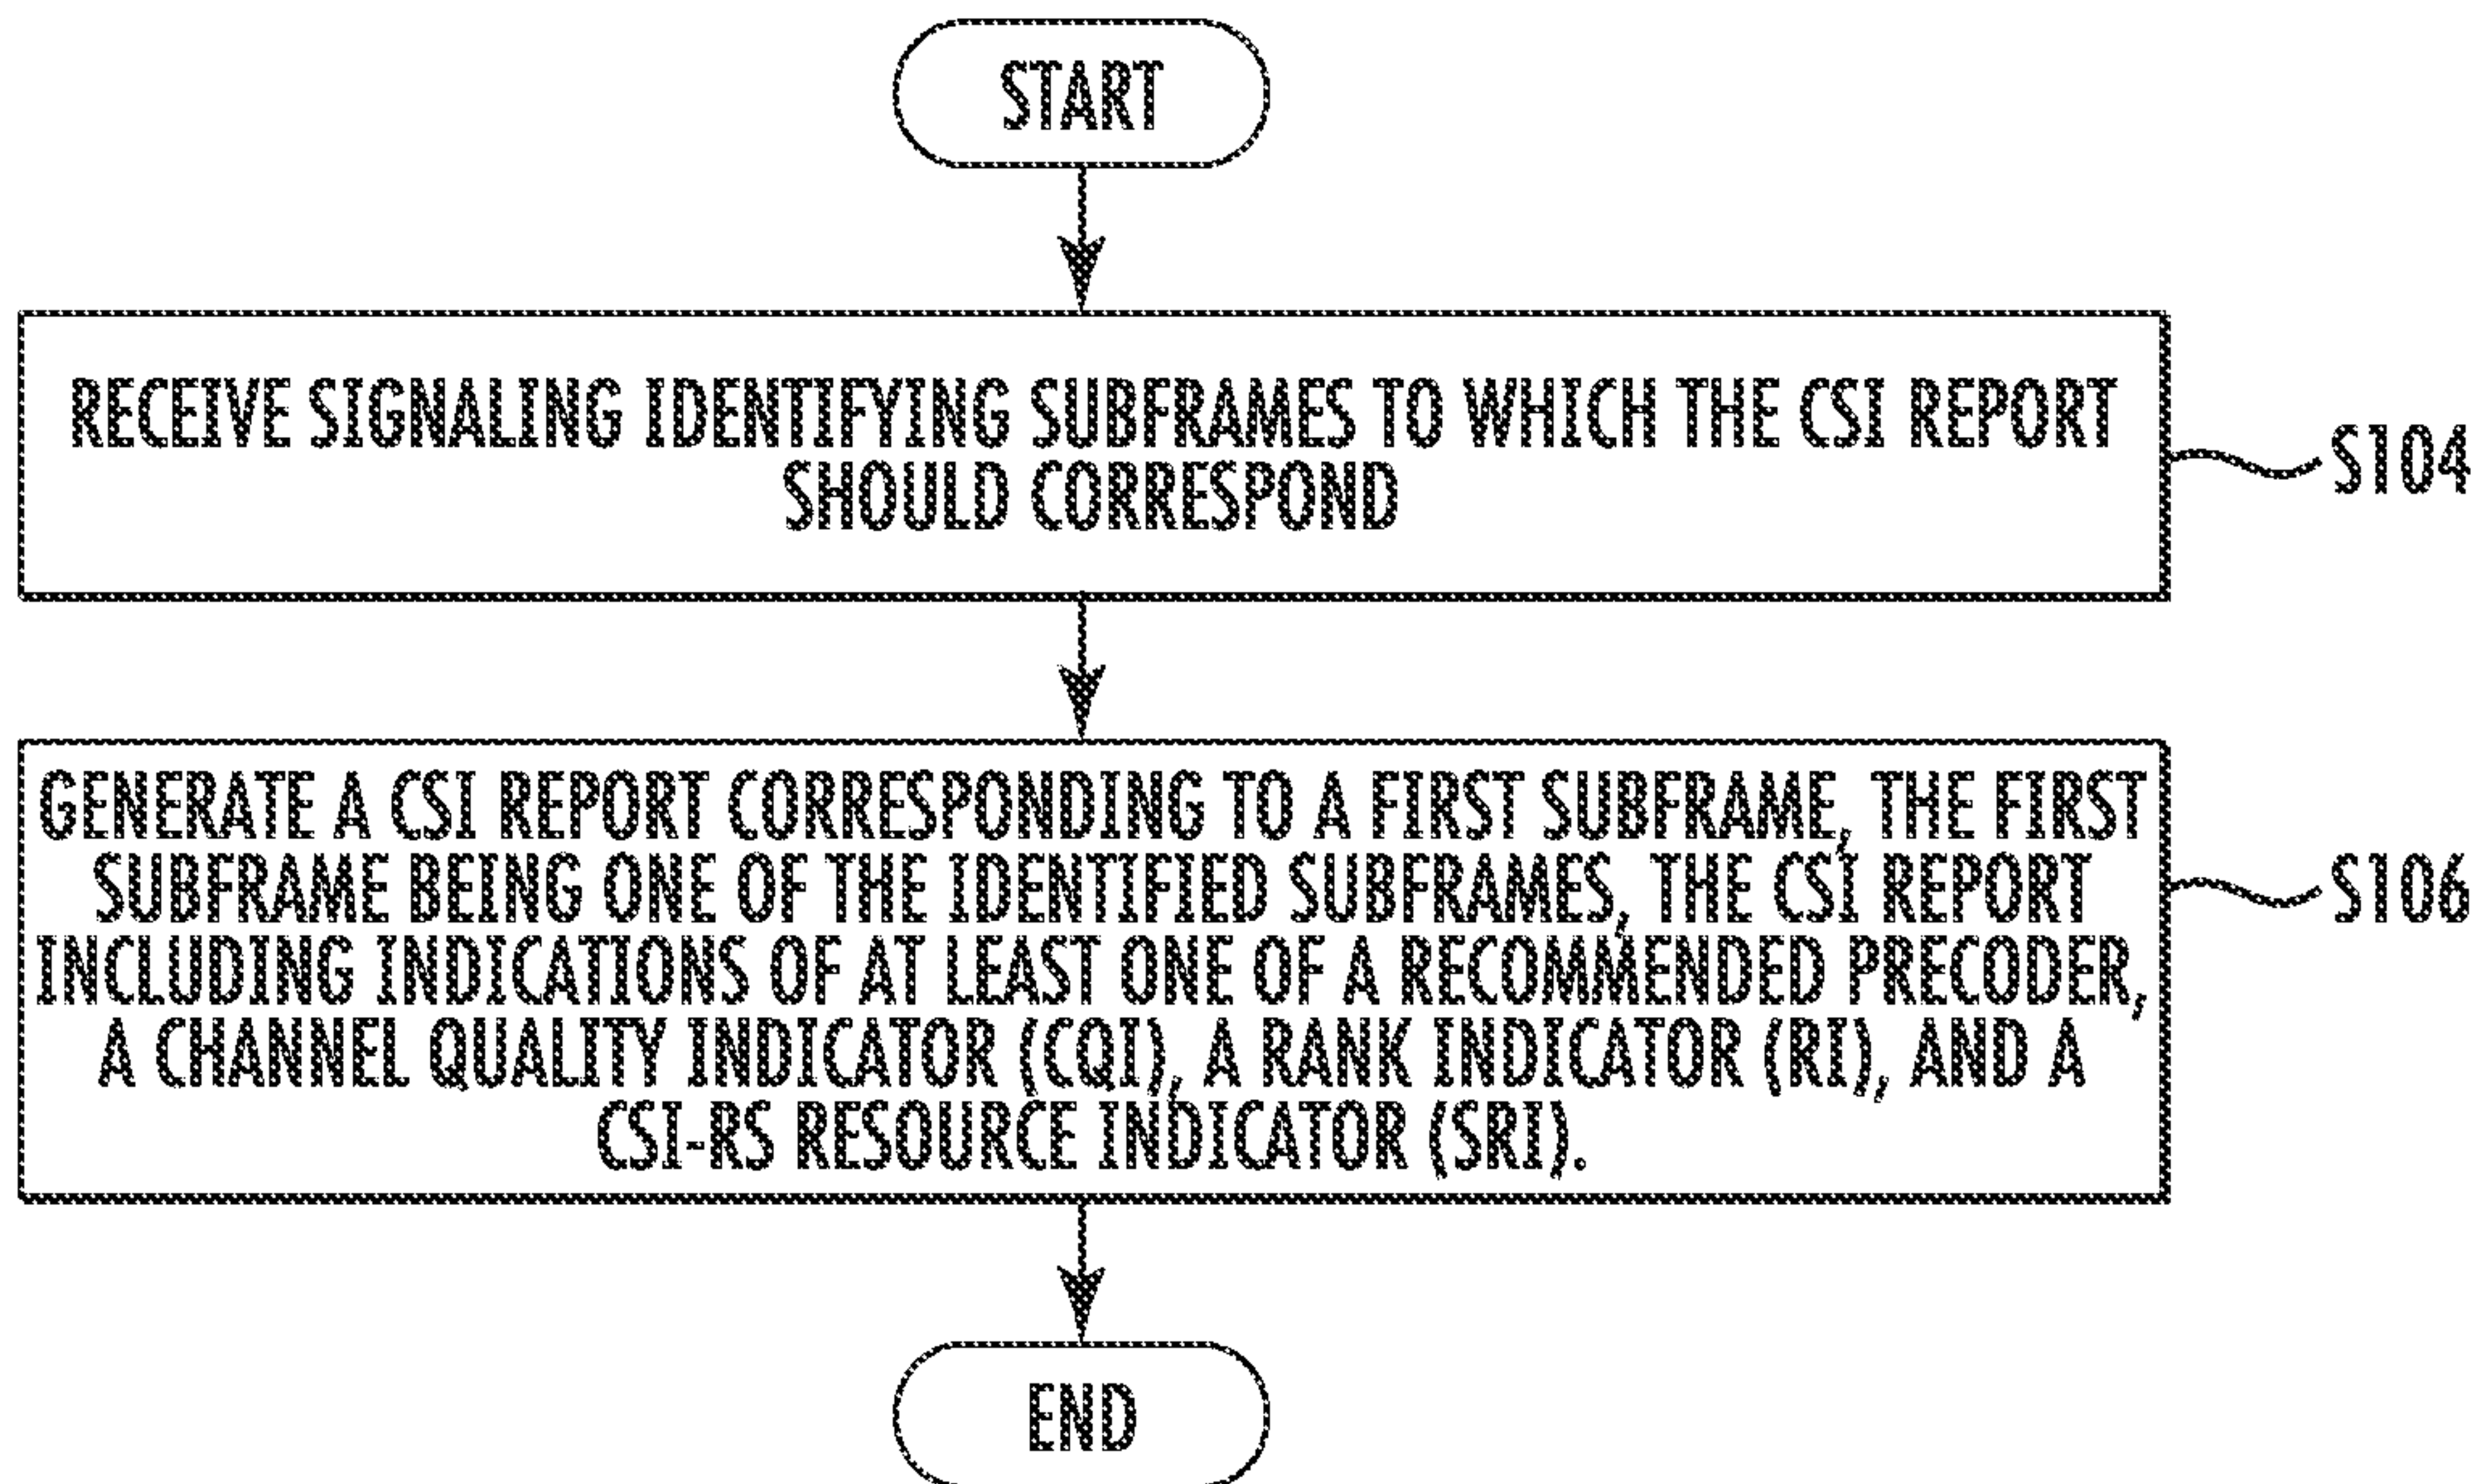 START
RECEIVE SIGNALING IDENTIFYING SUBFRAMES TO WHICH THE CSI REPORT
SHOULD CORRESPOND
S104
GENERATE A CSI REPORT CORRESPONDING TO A FIRST SUBFRAME, THE FIRST
SUBFRAME BEING ONE OF THE IDENTIFIED SUBFRAMES, THE CSI REPORT
INCLUDING INDICATIONS OF AT LEAST ONE OF A RECOMMENDED PRECODER,
A CHANNEL QUALITY INDICATOR (CQI), A RANK INDICATOR (RI), AND A
CSI-RS RESOURCE INDICATOR (SRI).
S106
END